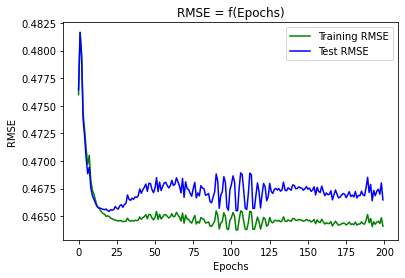 RMSE = f(Epochs)
Training RMSE
Test RMSE
0.4825
0.4800
0.4775
0.4750
0.4725
0.4700
0.4675
0.4650
RMSE
0 25 50 75 100 125 150 175 200
Epochs